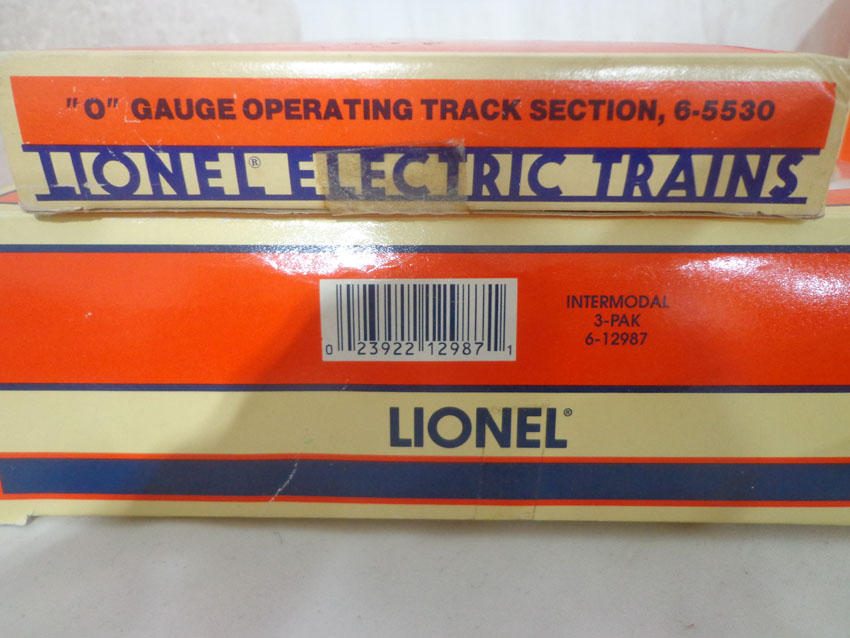 "O" GAUGE OPERATING TRACK SECTION, 6-5530
LIONEL® ELECTRIC TRAINS
INTERMODAL
3-PAK
6-12987
0 23922 12987 1
LIONEL®